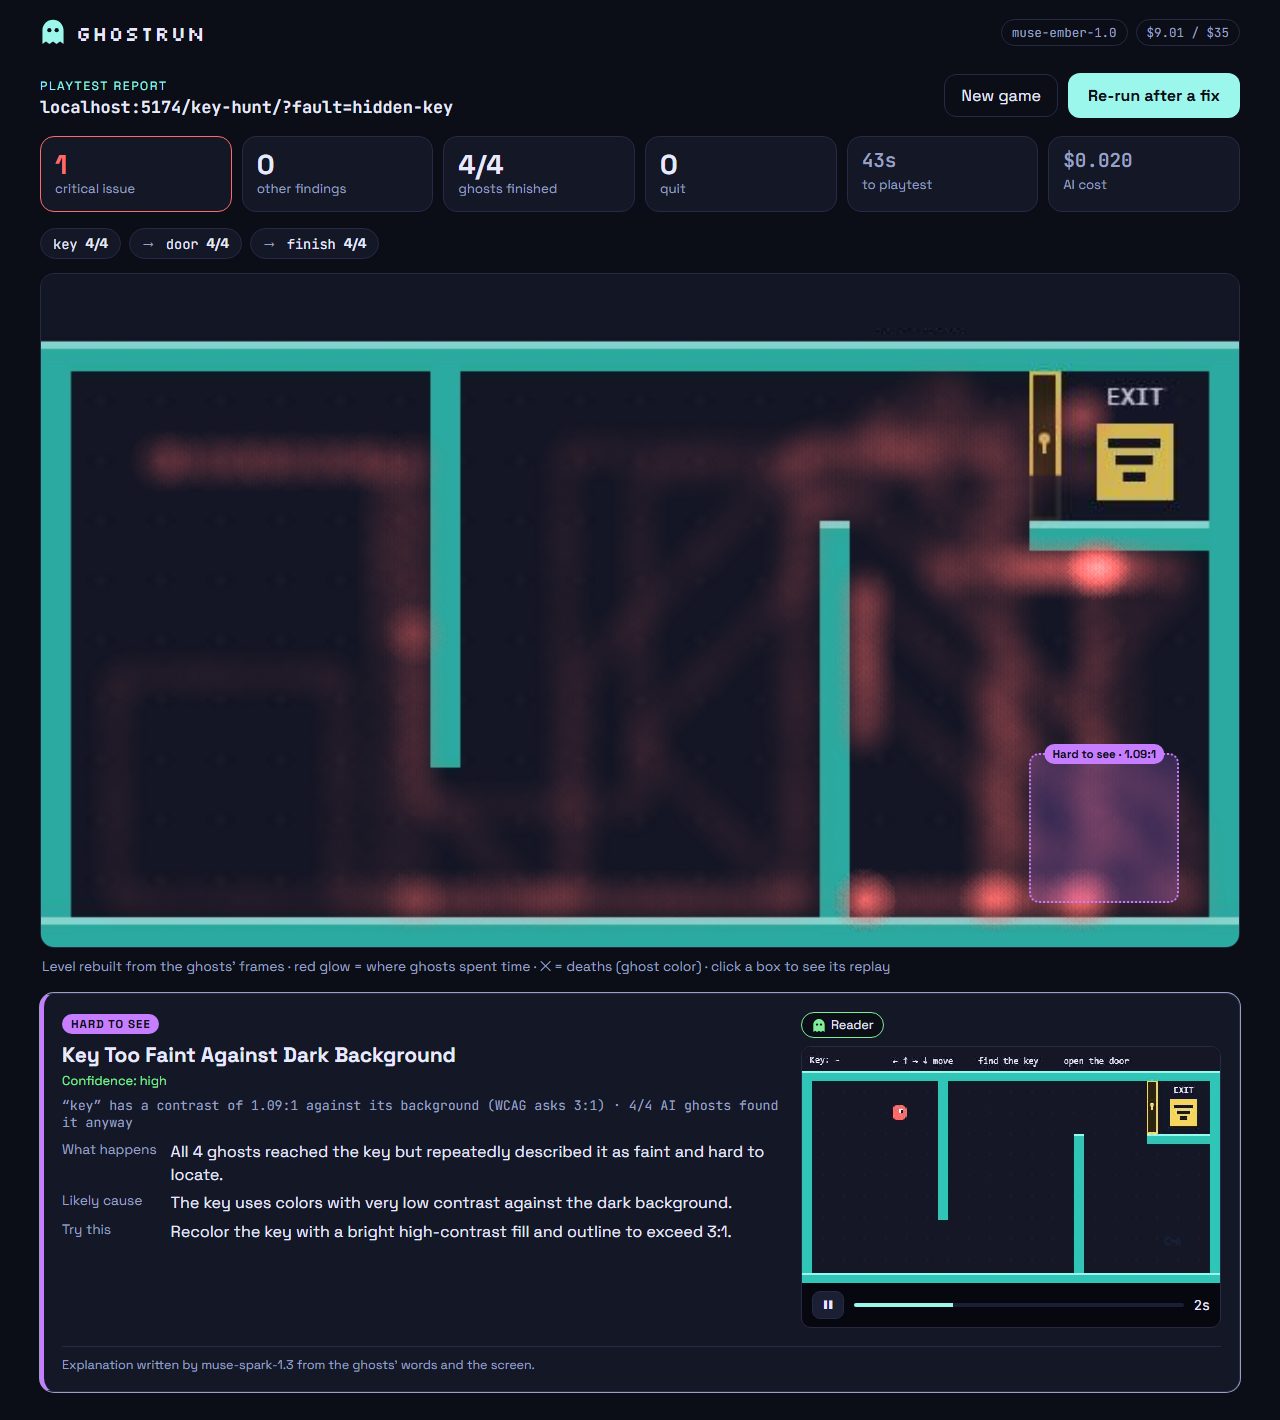 GHOSTRUN
muse-ember-1.0
$9.01 / $35
PLAYTEST REPORT
localhost:5174/key-hunt/?fault=hidden-key
New game
Re-run after a fix
1
critical issue
0
other findings
4/4
ghosts finished
0
quit
43s
to playtest
$0.020
AI cost
key 4/4
→ door 4/4
→ finish 4/4
EXIT
Hard to see · 1.09:1
Level rebuilt from the ghosts’ frames · red glow = where ghosts spent time · ✕ = deaths (ghost color) · click a box to see its replay
HARD TO SEE
Key Too Faint Against Dark Background
Confidence: high
“key” has a contrast of 1.09:1 against its background (WCAG asks 3:1) · 4/4 AI ghosts found
it anyway
What happens
All 4 ghosts reached the key but repeatedly described it as faint and hard to
locate.
Likely cause
The key uses colors with very low contrast against the dark background.
Try this
Recolor the key with a bright high-contrast fill and outline to exceed 3:1.
Reader
Key: -
← ↑ → ↓ move
find the key
open the door
EXIT
2s
Explanation written by muse-spark-1.3 from the ghosts’ words and the screen.